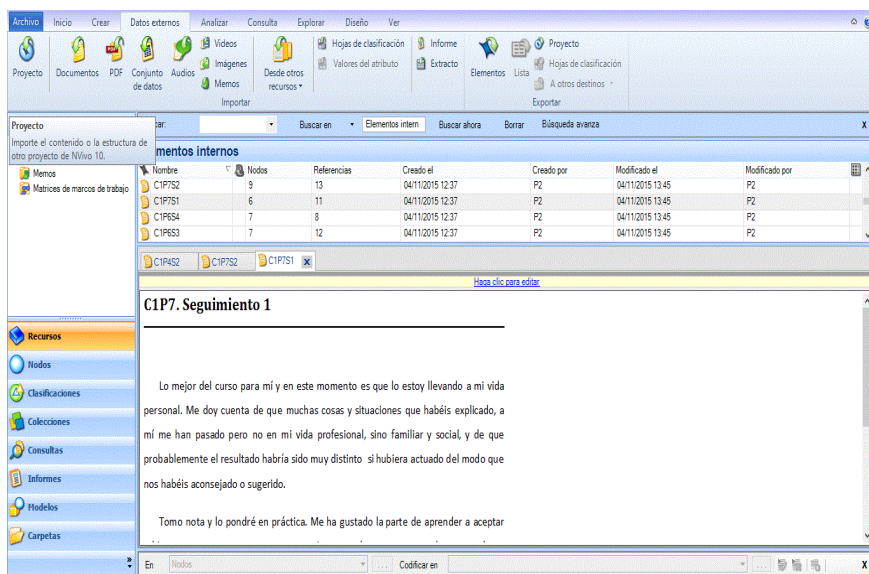 Archivo Inicio Crear Datos externos Analizar Consulta Explorar Diseño Ver
Proyecto Documentos PDF Conjunto de datos Audios
Videos
Imágenes
Memos
Desde otros recursos
Hojas de clasificación
Valores del atributo
Informe
Extracto
Elementos Lista
Proyecto
Hojas de clasificación
A otros destinos
Importar Exportar
Proyecto
Importe el contenido o la estructura de
otro proyecto de NVivo 10.
car: Buscar en Elementos intern Buscar ahora Borrar Búsqueda avanza X
mentos internos
Memos
Matrices de marcos de trabajo
Nombre Nodos Referencias Creado el Creado por Modificado el Modificado por
C1P7S2 9 13 04/11/2015 12:37 P2 04/11/2015 13:45 P2
C1P7S1 6 11 04/11/2015 12:37 P2 04/11/2015 13:45 P2
C1P6S4 7 8 04/11/2015 12:37 P2 04/11/2015 13:45 P2
C1P6S3 7 12 04/11/2015 12:37 P2 04/11/2015 13:45 P2
C1P4S2 C1P7S2 C1P7S1 X
Haga clic para editar
C1P7. Seguimiento 1
Lo mejor del curso para mí y en este momento es que lo estoy llevando a mi vida
personal. Me doy cuenta de que muchas cosas y situaciones que habéis explicado, a
mí me han pasado pero no en mi vida profesional, sino familiar y social, y de que
probablemente el resultado habría sido muy distinto si hubiera actuado del modo que
nos habéis aconsejado o sugerido.
Tomo nota y lo pondré en práctica. Me ha gustado la parte de aprender a aceptar
Recursos
Nodos
Clasificaciones
Colecciones
Consultas
Informes
Modelos
Carpetas
En Nodos ... Codificar en ... X